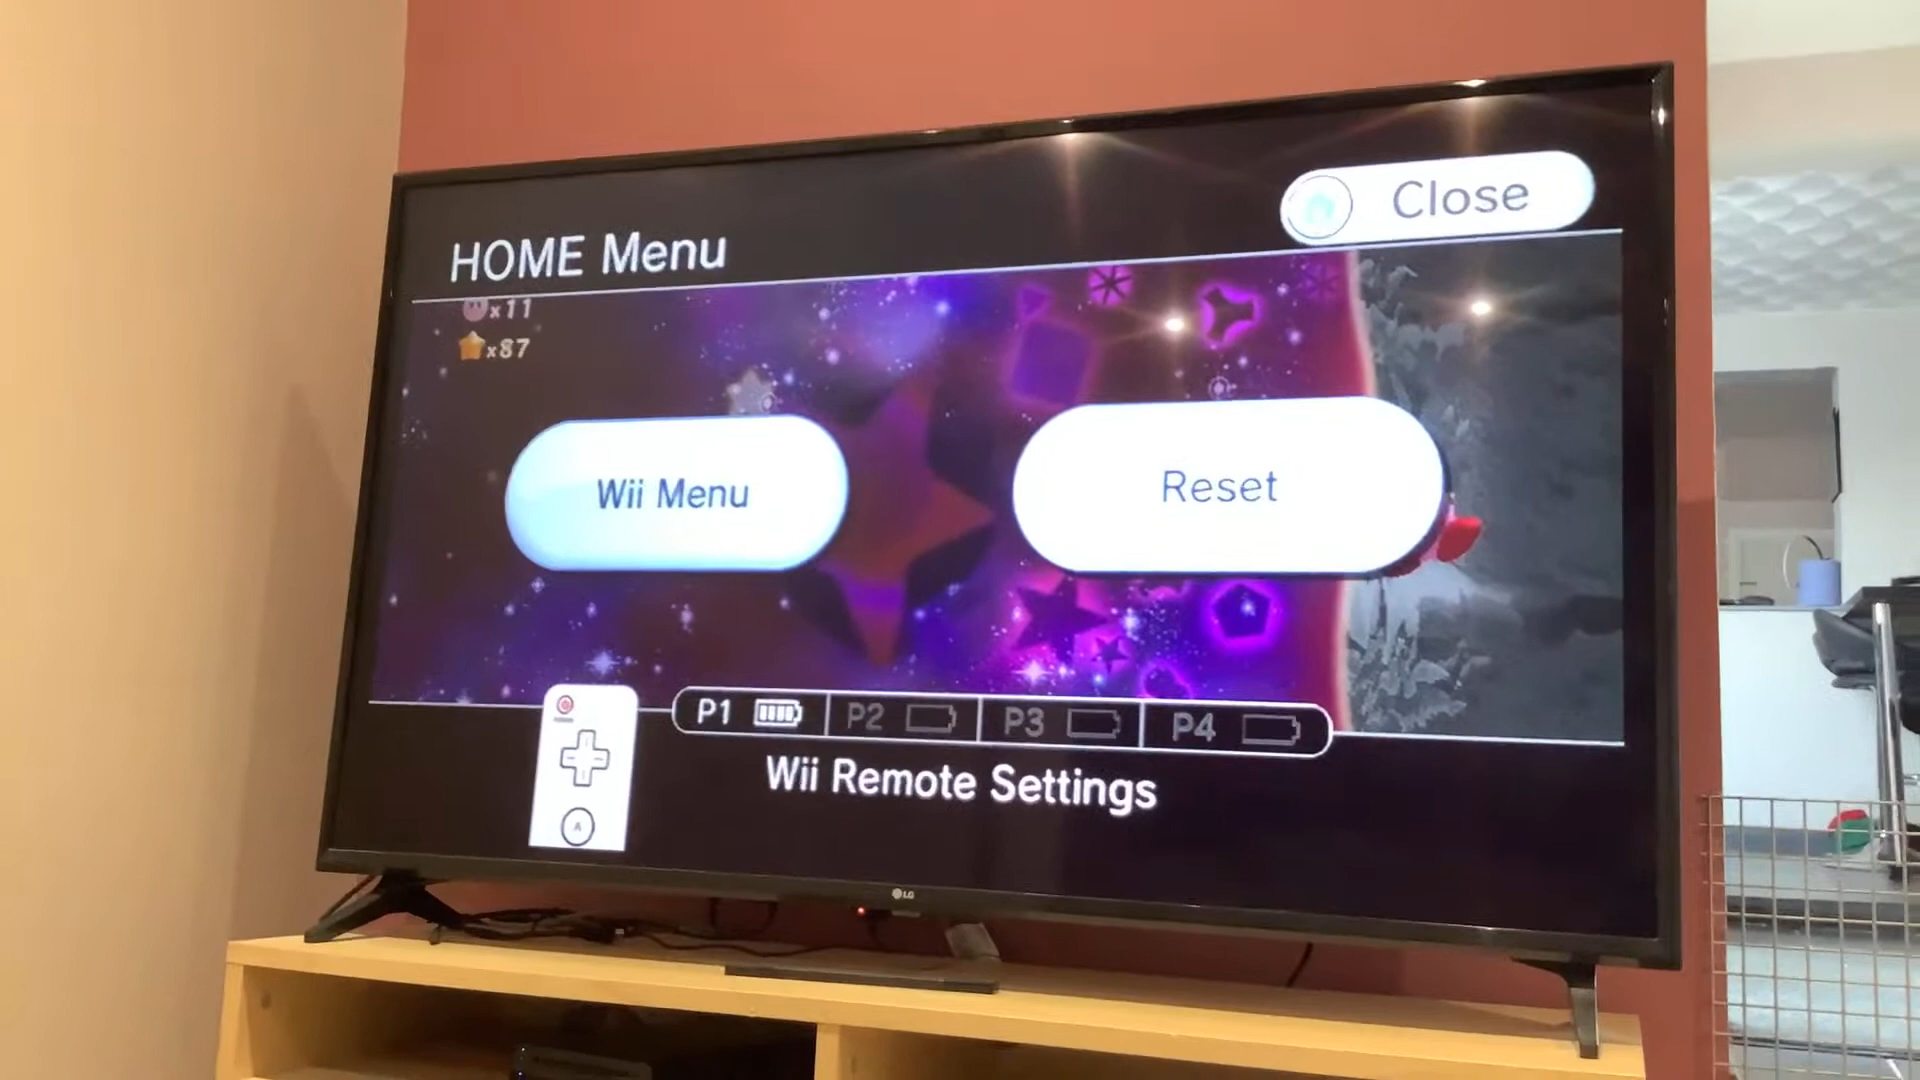 Close
HOME Menu
x11
x87
Wii Menu
Reset
P1 P2 P3 P4
A
Wii Remote Settings
LG